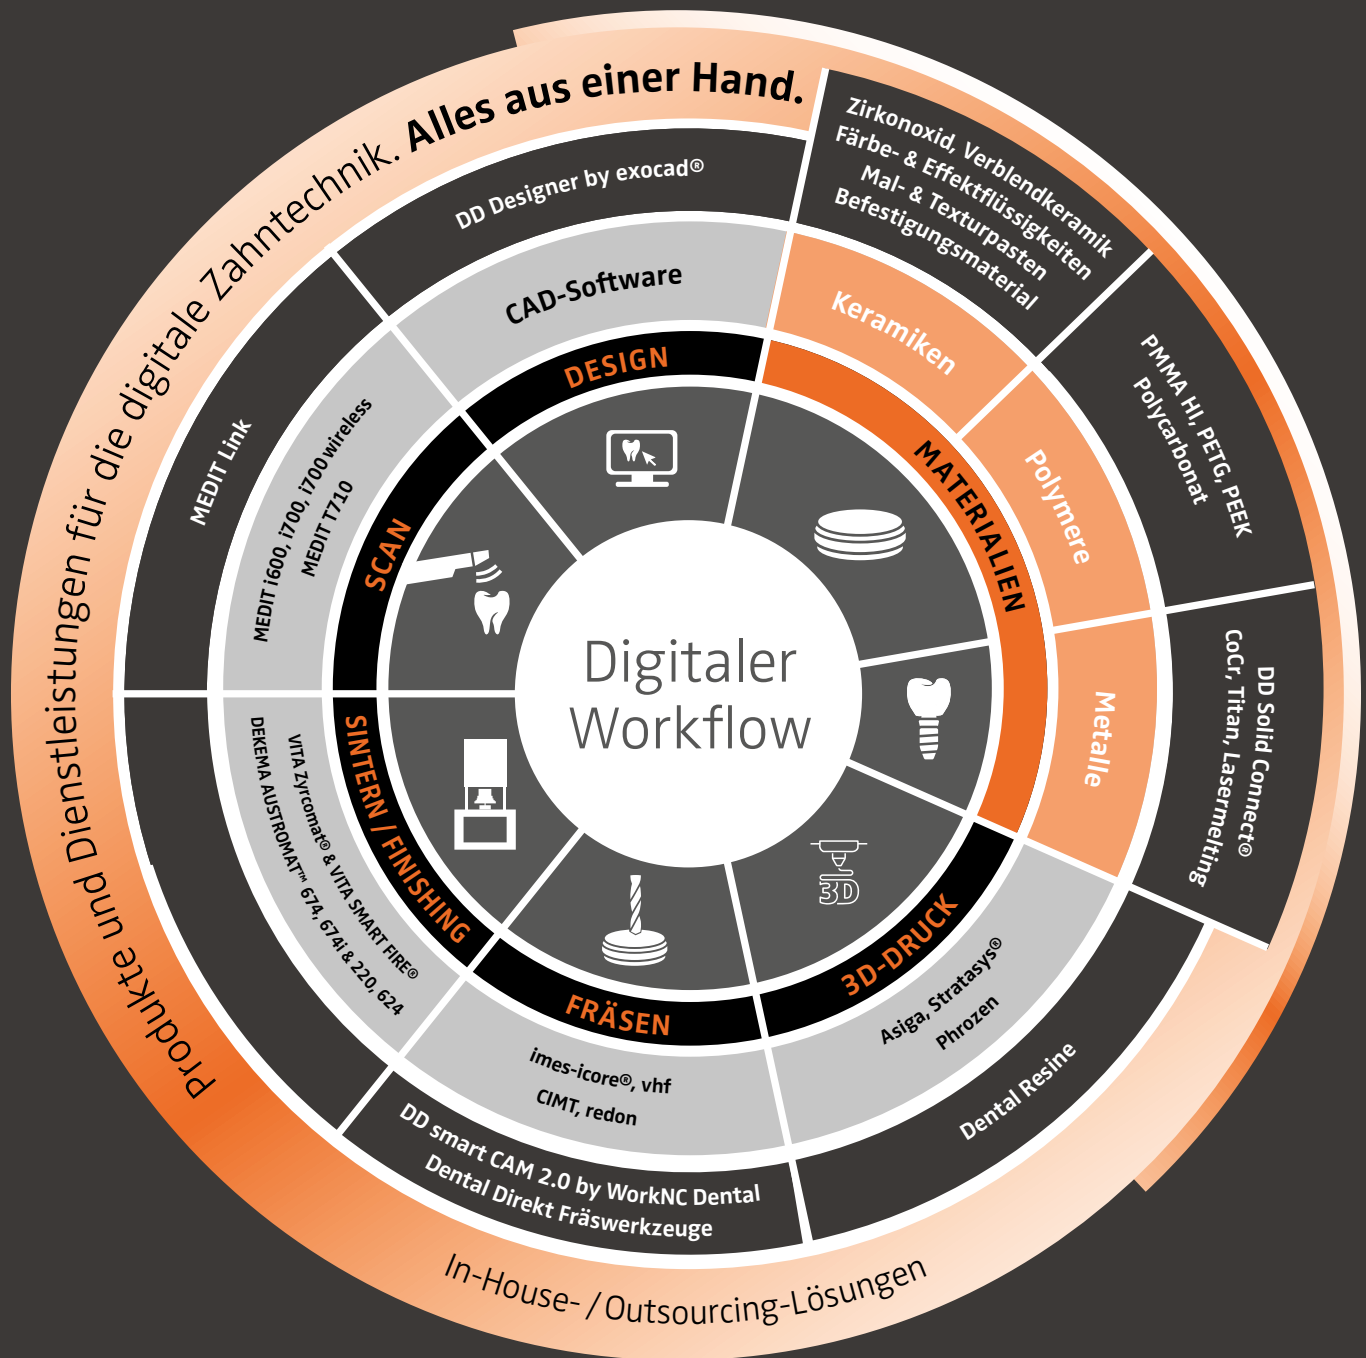 Produkte und Dienstleistungen für die digitale Zahntechnik. Alles aus einer Hand.
DD Designer by exocad®
CAD-Software
DESIGN
Zirkonoxid, Verblendkeramik
Färbe- & Effektflüssigkeiten
Mal- & Texturpasten
Befestigungsmaterial
Keramiken
MATERIALIEN
PMMA HI, PETG, PEEK
Polycarbonat
Polymere
DD Solid Connect®
CoCr, Titan, Lasermelting
Metalle
MEDIT Link
MEDIT i600, i700, i700 wireless
MEDIT T710
SCAN
Digitaler
Workflow
SINTERN / FINISHING
VITA Zyrcomat® & VITA SMART FIRE®
DEKEMA AUSTROMAT™ 674, 674i & 220, 624
3D
3D-DRUCK
Asiga, Stratasys®
Phrozen
Dental Resine
FRÄSEN
imes-icore®, vhf
CIMT, redon
DD smart CAM 2.0 by WorkNC Dental
Dental Direkt Fräswerkzeuge
In-House- / Outsourcing-Lösungen